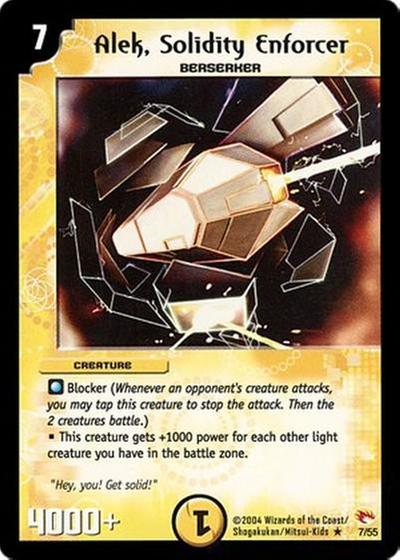 7
Alek, Solidity Enforcer
BERSERKER
CREATURE
Blocker (Whenever an opponent's creature attacks,
you may tap this creature to stop the attack. Then the
2 creatures battle.)
▪ This creature gets +1000 power for each other light
creature you have in the battle zone.
"Hey, you! Get solid!"
4000+
1
©2004 Wizards of the Coast/
Shogakukan/Mitsui-Kids ★ 7/55